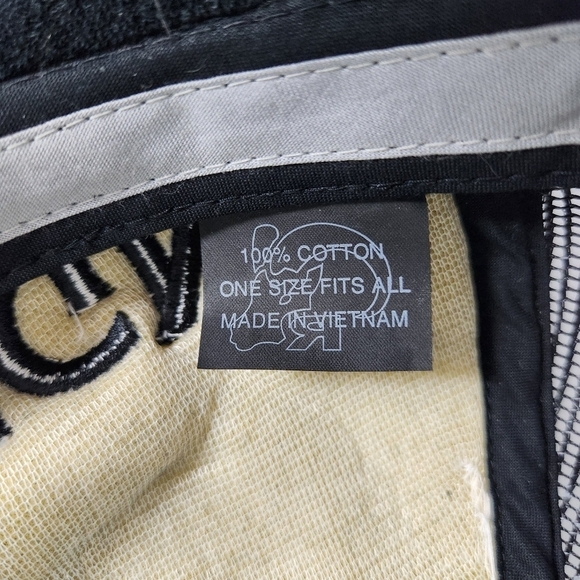 100% COTTON
ONE SIZE FITS ALL
MADE IN VIETNAM